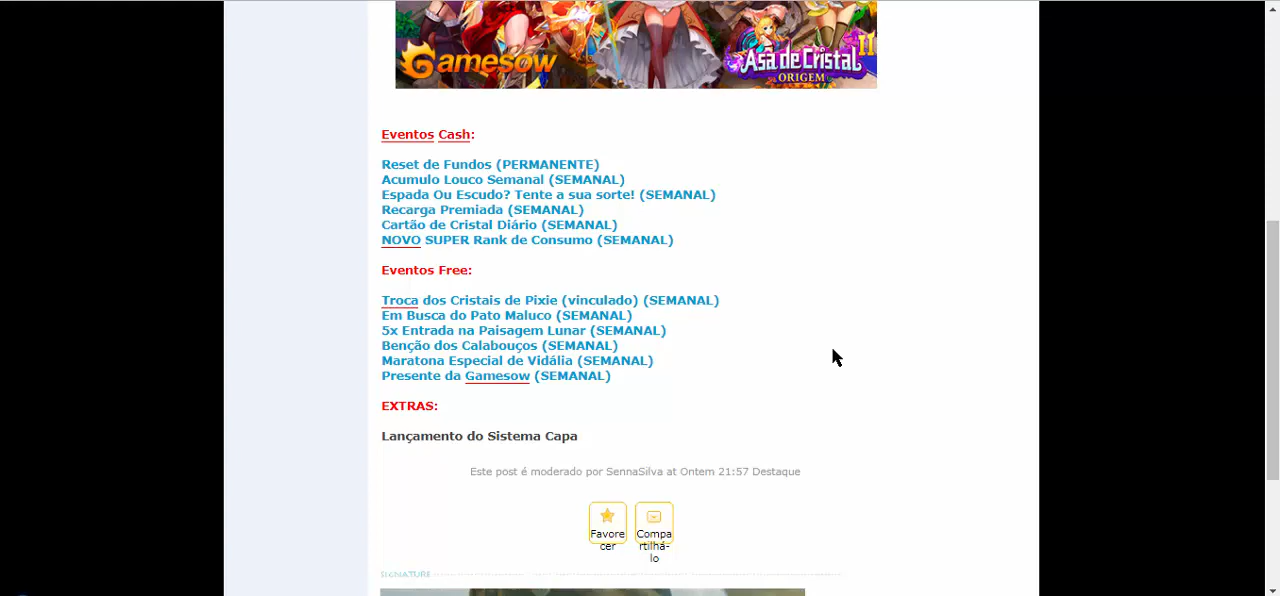 Gamesow
Asa de Cristal II
ORIGEM
Eventos Cash:
Reset de Fundos (PERMANENTE)
Acumulo Louco Semanal (SEMANAL)
Espada Ou Escudo? Tente a sua sorte! (SEMANAL)
Recarga Premiada (SEMANAL)
Cartão de Cristal Diário (SEMANAL)
NOVO SUPER Rank de Consumo (SEMANAL)
Eventos Free:
Troca dos Cristais de Pixie (vinculado) (SEMANAL)
Em Busca do Pato Maluco (SEMANAL)
5x Entrada na Paisagem Lunar (SEMANAL)
Benção dos Calabouços (SEMANAL)
Maratona Especial de Vidália (SEMANAL)
Presente da Gamesow (SEMANAL)
EXTRAS:
Lançamento do Sistema Capa
Este post é moderado por SennaSilva at Ontem 21:57 Destaque
Favore
cer
Compa
rtilhá-
lo
SIGNATURE